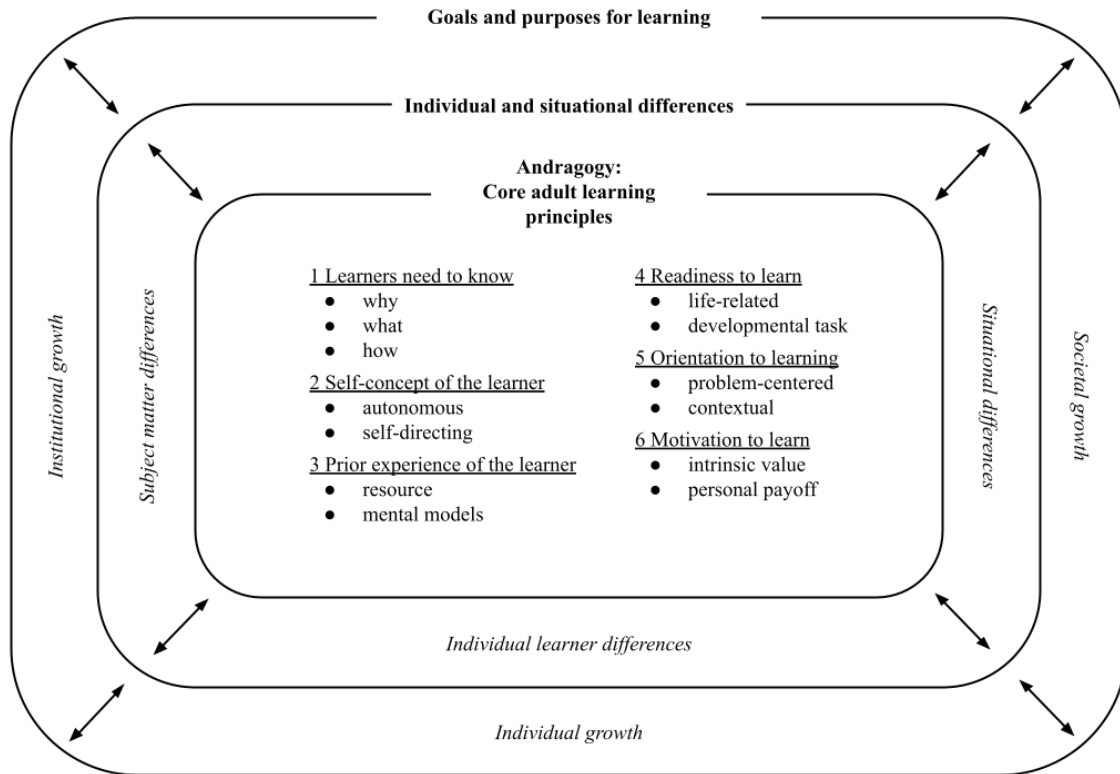 Goals and purposes for learning
Individual and situational differences
Andragogy:
Core adult learning
principles
Institutional growth
Subject matter differences
1 Learners need to know
● why
● what
● how
2 Self-concept of the learner
● autonomous
● self-directing
3 Prior experience of the learner
● resource
● mental models
4 Readiness to learn
● life-related
● developmental task
5 Orientation to learning
● problem-centered
● contextual
6 Motivation to learn
● intrinsic value
● personal payoff
Situational differences
Societal growth
Individual learner differences
Individual growth